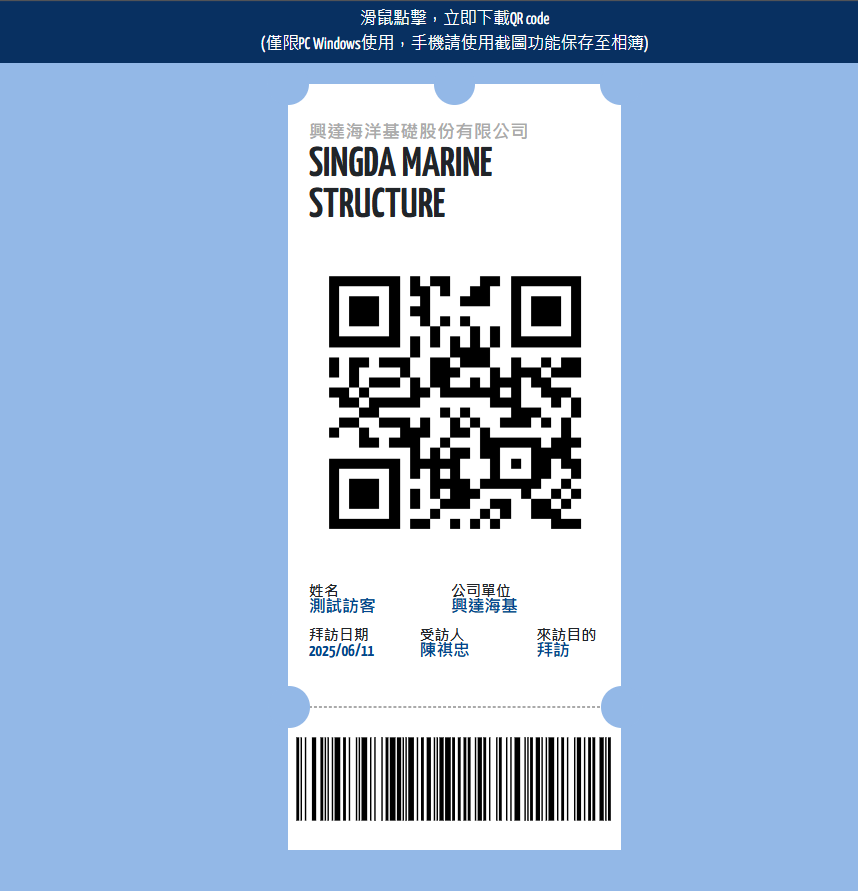 滑鼠點擊，立即下載QR code
(僅限PC Windows使用，手機請使用截圖功能保存至相簿)
興達海洋基礎股份有限公司
SINGDA MARINE
STRUCTURE
姓名 公司單位
測試訪客 興達海基
拜訪日期 受訪人 來訪目的
2025/06/11 陳祺忠 拜訪